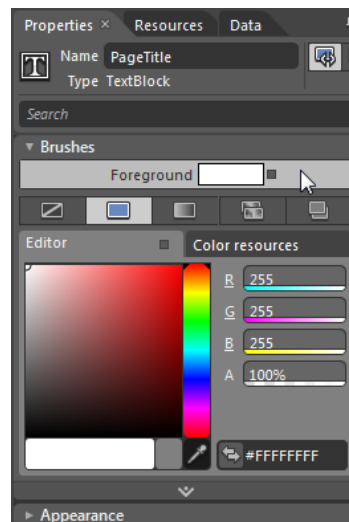 Properties × Resources Data
Name PageTitle
Type TextBlock
Search
Brushes
Foreground
Editor Color resources
R 255
G 255
B 255
A 100%
#FFFFFFFF
Appearance